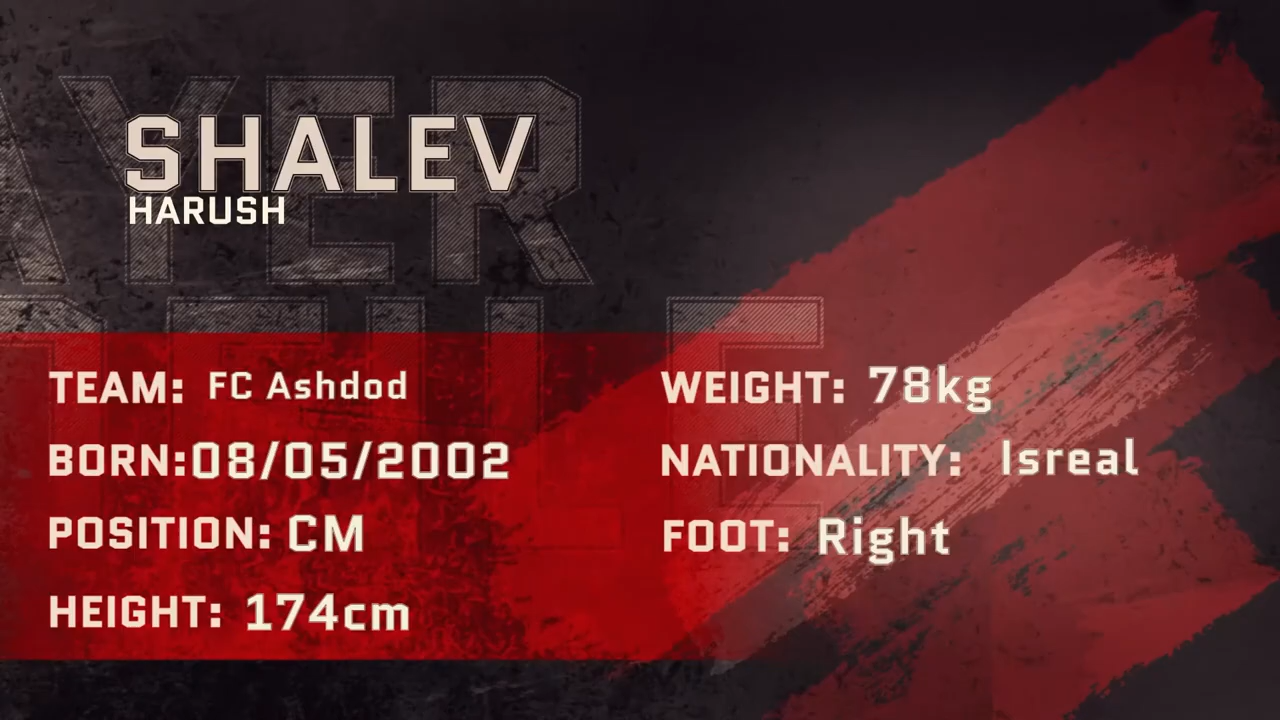 SHALEV
HARUSH
TEAM: FC Ashdod
BORN:08/05/2002
POSITION: CM
HEIGHT: 174cm
WEIGHT: 78kg
NATIONALITY: Isreal
FOOT: Right